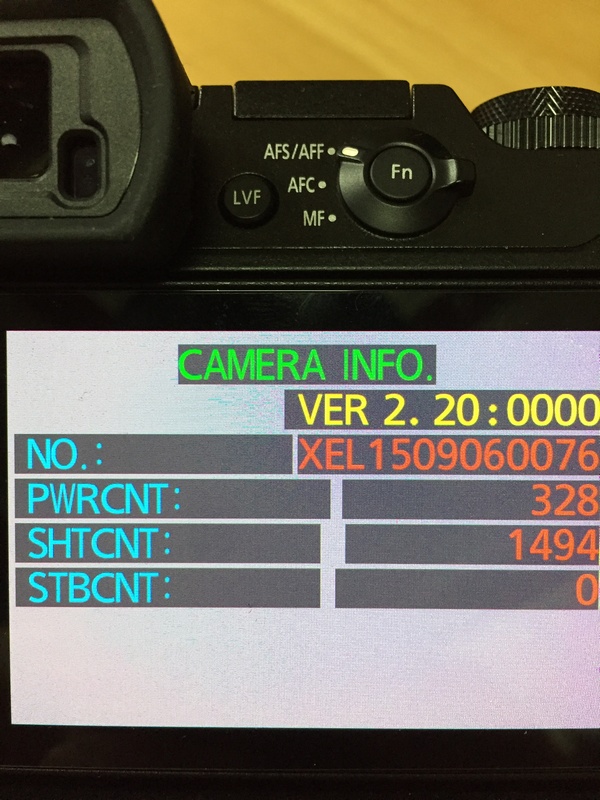 AFS/AFF
Fn
AFC
LVF
MF
CAMERA INFO.
VER 2. 20:0000
NO.: XEL1509060076
PWRCNT: 328
SHTCNT: 1494
STBCNT: 0